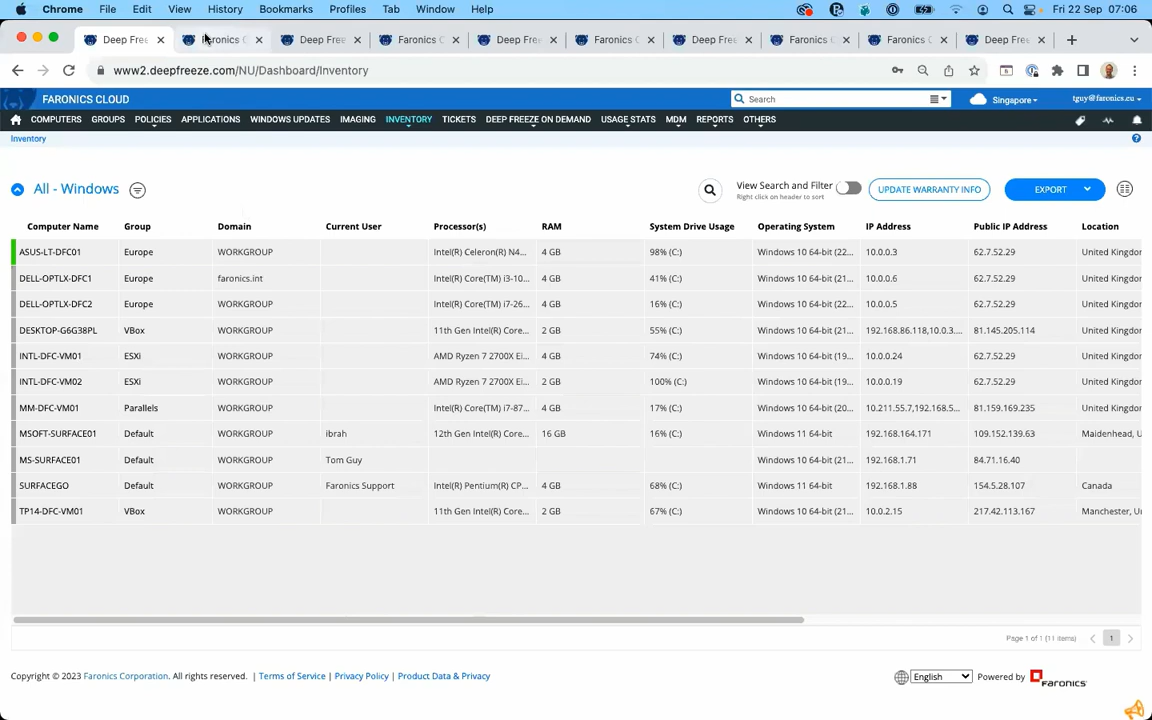 Chrome File Edit View History Bookmarks Profiles Tab Window Help Fri 22 Sep 07:06
Deep Free Faronics C Deep Free Faronics C Deep Free Faronics C Deep Free Faronics C Faronics C Deep Free
www2.deepfreeze.com/NU/Dashboard/Inventory
FARONICS CLOUD Search Singapore tguy@faronics.eu
COMPUTERS GROUPS POLICIES APPLICATIONS WINDOWS UPDATES IMAGING INVENTORY TICKETS DEEP FREEZE ON DEMAND USAGE STATS MDM REPORTS OTHERS
Inventory
All - Windows View Search and Filter UPDATE WARRANTY INFO EXPORT
Right click on header to sort
Computer Name Group Domain Current User Processor(s) RAM System Drive Usage Operating System IP Address Public IP Address Location
ASUS-LT-DFC01 Europe WORKGROUP Intel(R) Celeron(R) N4... 4 GB 98% (C:) Windows 10 64-bit (22... 10.0.0.3 62.7.52.29 United Kingdom
DELL-OPTLX-DFC1 Europe faronics.int Intel(R) Core(TM) i3-10... 4 GB 41% (C:) Windows 10 64-bit (21... 10.0.0.6 62.7.52.29 United Kingdom
DELL-OPTLX-DFC2 Europe WORKGROUP Intel(R) Core(TM) i7-26... 4 GB 16% (C:) Windows 10 64-bit (21... 10.0.0.5 62.7.52.29 United Kingdom
DESKTOP-G6G38PL VBox WORKGROUP 11th Gen Intel(R) Core... 2 GB 55% (C:) Windows 10 64-bit (21... 192.168.86.118,10.0.3.... 81.145.205.114 United Kingdom
INTL-DFC-VM01 ESXi WORKGROUP AMD Ryzen 7 2700X Ei... 4 GB 74% (C:) Windows 10 64-bit (19... 10.0.0.24 62.7.52.29 United Kingdom
INTL-DFC-VM02 ESXi WORKGROUP AMD Ryzen 7 2700X Ei... 2 GB 100% (C:) Windows 10 64-bit (19... 10.0.0.19 62.7.52.29 United Kingdom
MM-DFC-VM01 Parallels WORKGROUP Intel(R) Core(TM) i7-87... 4 GB 17% (C:) Windows 10 64-bit (20... 10.211.55.7,192.168.5... 81.159.169.235 United Kingdom
MSOFT-SURFACE01 Default WORKGROUP ibrah 12th Gen Intel(R) Core... 16 GB 16% (C:) Windows 11 64-bit 192.168.164.171 109.152.139.63 Maidenhead, U
MS-SURFACE01 Default WORKGROUP Tom Guy Windows 10 64-bit (21... 192.168.1.71 84.71.16.40
SURFACEGO Default WORKGROUP Faronics Support Intel(R) Pentium(R) CP... 4 GB 68% (C:) Windows 11 64-bit 192.168.1.88 154.5.28.107 Canada
TP14-DFC-VM01 VBox WORKGROUP 11th Gen Intel(R) Core... 2 GB 67% (C:) Windows 10 64-bit (21... 10.0.2.15 217.42.113.167 Manchester, U
Page 1 of 1 (11 items) 1
Copyright © 2023 Faronics Corporation. All rights reserved. | Terms of Service | Privacy Policy | Product Data & Privacy English Powered by Faronics